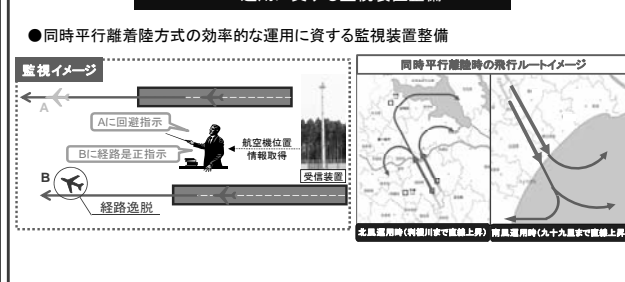 ●同時平行離着陸方式の効率的な運用に資する監視装置整備
監視イメージ
A
Aに回避指示
Bに経路是正指示
航空機位置
情報取得
受信装置
B
経路逸脱
同時平行離陸時の飛行ルートイメージ
北風運用時(利根川まで直線上昇)
南風運用時(九十九里まで直線上昇)